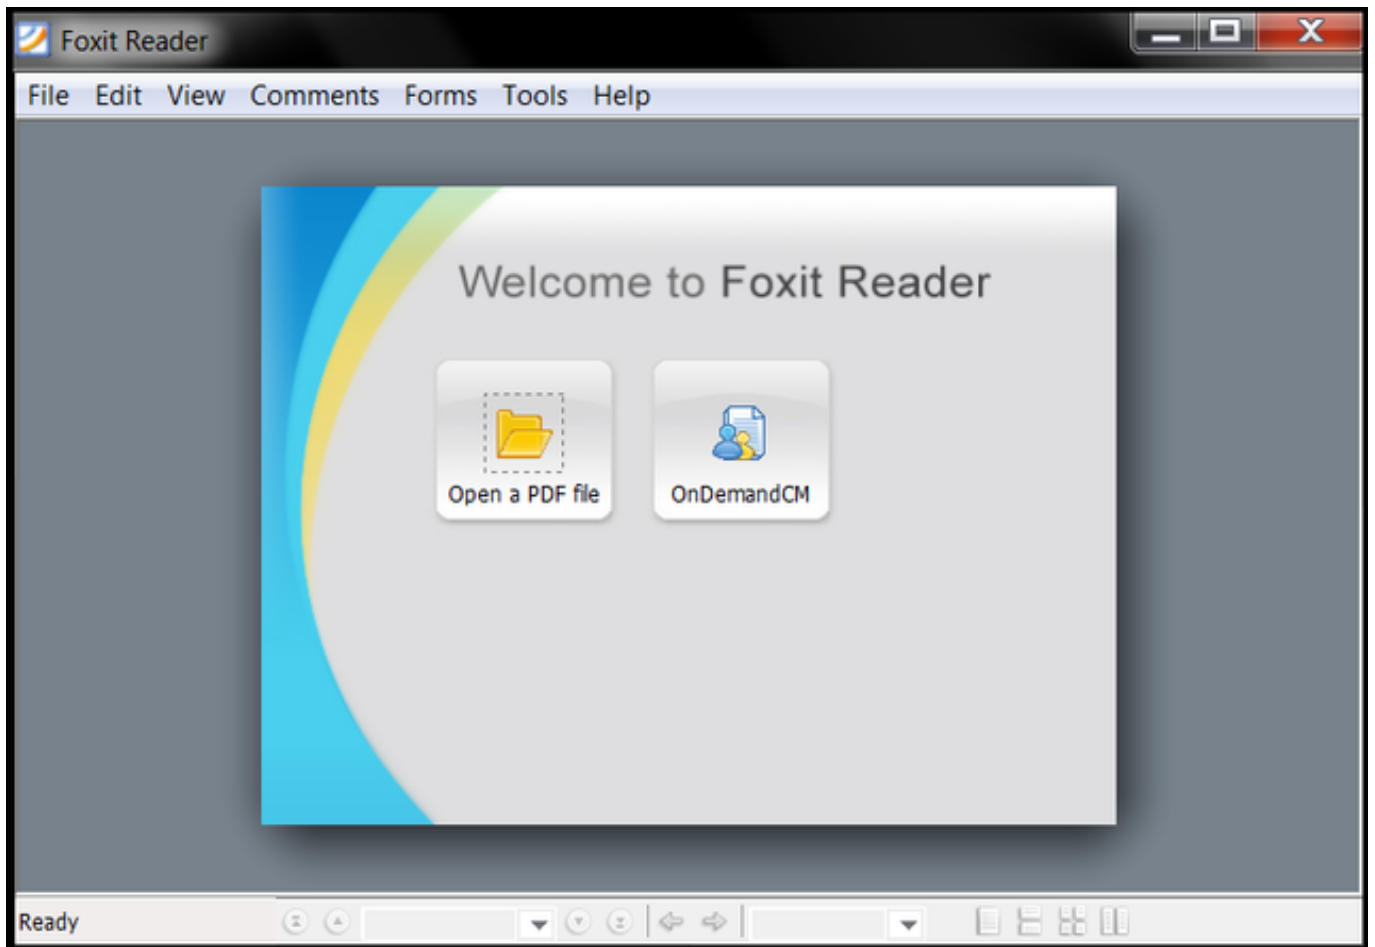 Foxit Reader
File Edit View Comments Forms Tools Help
Welcome to Foxit Reader
Open a PDF file OnDemandCM
Ready